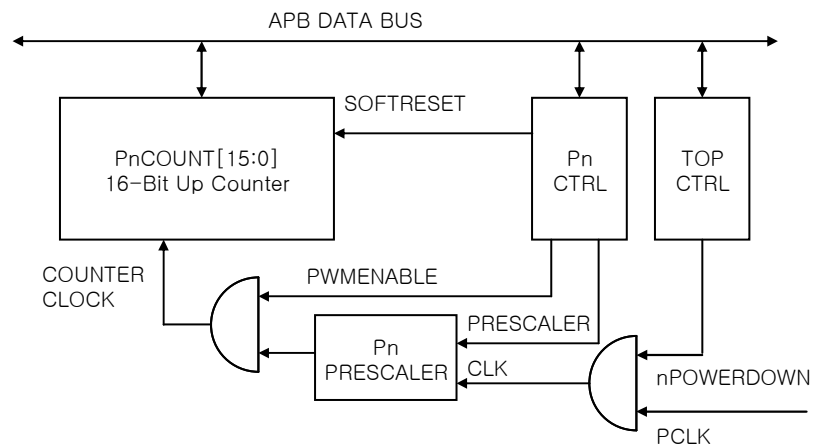 APB DATA BUS
SOFTRESET
PnCOUNT[15:0]
16-Bit Up Counter
Pn
CTRL
TOP
CTRL
COUNTER
CLOCK
PWMENABLE
PRESCALER
Pn
PRESCALER
CLK
nPOWERDOWN
PCLK